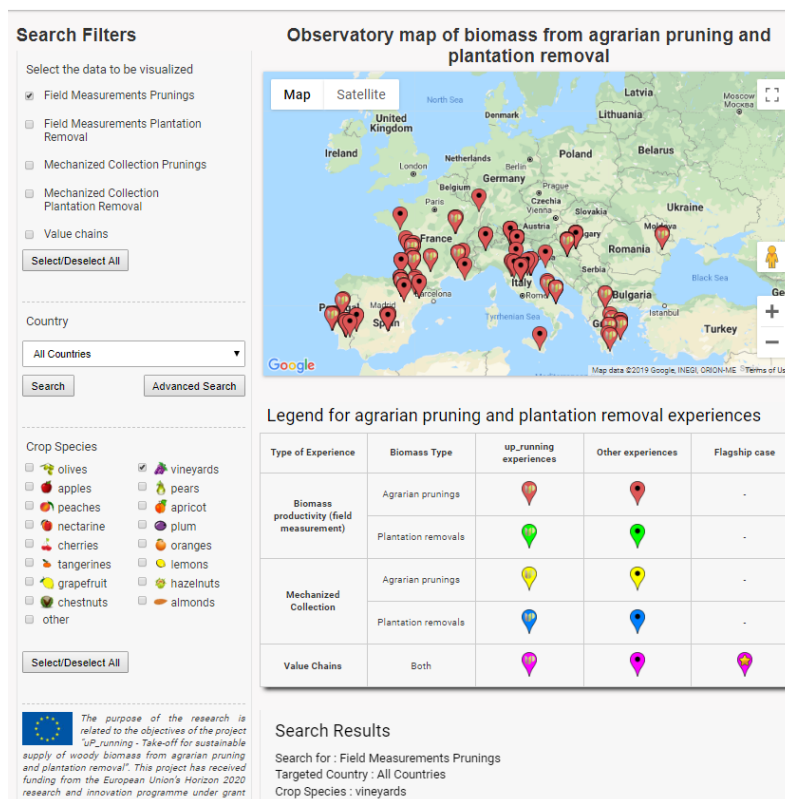 Search Filters
Select the data to be visualized
Field Measurements Prunings
Field Measurements Plantation
Removal
Mechanized Collection Prunings
Mechanized Collection
Plantation Removal
Value chains
Select/Deselect All
Country
All Countries
Search
Advanced Search
Crop Species
olives
vineyards
apples
pears
peaches
apricot
nectarine
plum
cherries
oranges
tangerines
lemons
grapefruit
hazelnuts
chestnuts
almonds
other
Select/Deselect All
The purpose of the research is
related to the objectives of the project
"uP_running - Take-off for sustainable
supply of woody biomass from agrarian pruning
and plantation removal". This project has received
funding from the European Union's Horizon 2020
research and innovation programme under grant
Observatory map of biomass from agrarian pruning and
plantation removal
Map
Satellite
North Sea
Denmark
Latvia
Lithuania
Moscow
Москва
United
Kingdom
Ireland
London
Netherlands
Berlin
Poland
Belarus
Belgium
Germany
Prague
Paris
Czechia
Vienna
Slovakia
Ukraine
France
Austria
Romania
Serbia
Italy
Rome
Bulgaria
Black Sea
Barcelona
Madrid
Spain
Tyrrhenian Sea
Istanbul
Turkey
Google
Map data ©2019 Google, INEGI, ORION-ME
Terms of Us
Legend for agrarian pruning and plantation removal experiences
Type of Experience
Biomass Type
up_running
experiences
Other experiences
Flagship case
Biomass
productivity (field
measurement)
Agrarian prunings
-
Plantation removals
-
Mechanized
Collection
Agrarian prunings
-
Plantation removals
-
Value Chains
Both
Search Results
Search for : Field Measurements Prunings
Targeted Country : All Countries
Crop Species : vineyards